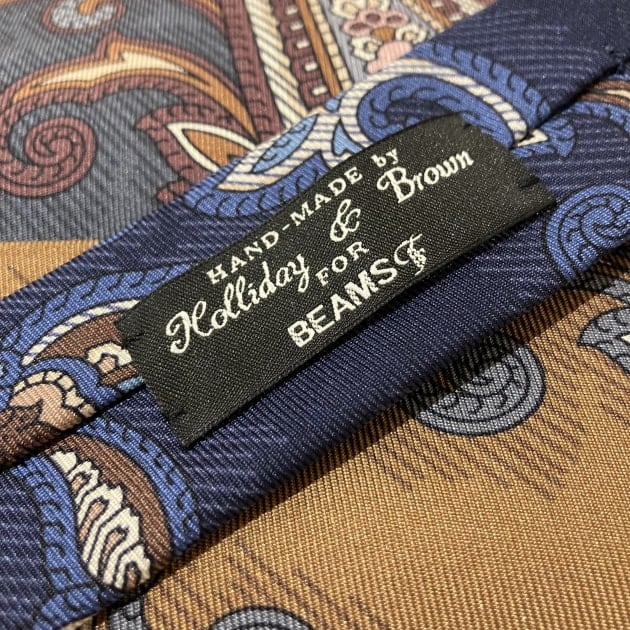 HAND-MADE by
Holliday & Brown
FOR
BEAMS F